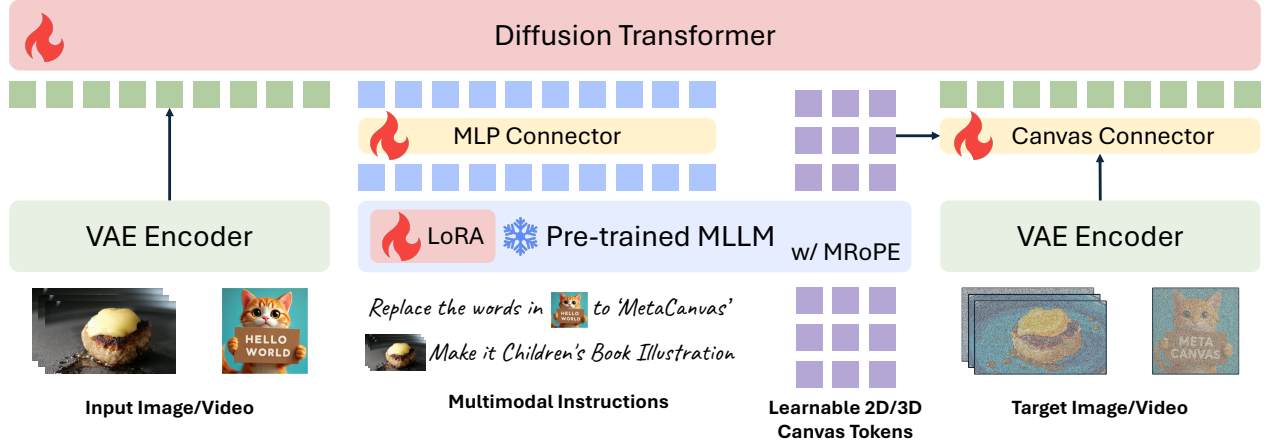 Diffusion Transformer
MLP Connector
Canvas Connector
VAE Encoder
LoRA
Pre-trained MLLM
w/ MRoPE
VAE Encoder
Replace the words in HELLO WORLD to ‘MetaCanvas’
HELLO
WORLD
META
CANVAS
Make it Children's Book Illustration
Input Image/Video
Multimodal Instructions
Learnable 2D/3D
Canvas Tokens
Target Image/Video